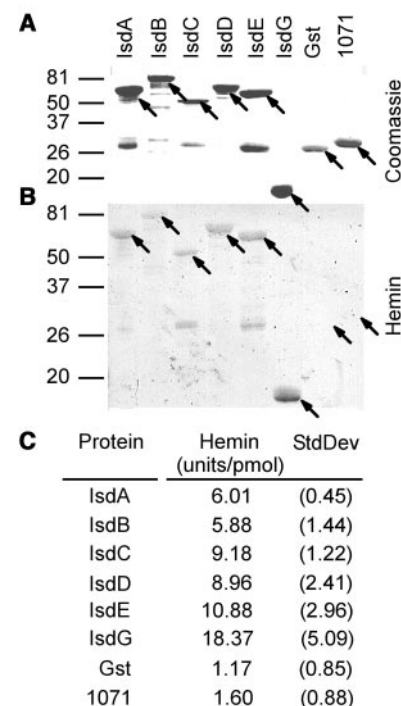 A
IsdA IsdB IsdC IsdD IsdE IsdG Gst 1071
81
50
37
26
20
Coomassie
B
81
50
37
26
20
Hemin
C
Protein Hemin StdDev
(units/pmol)
IsdA 6.01 (0.45)
IsdB 5.88 (1.44)
IsdC 9.18 (1.22)
IsdD 8.96 (2.41)
IsdE 10.88 (2.96)
IsdG 18.37 (5.09)
Gst 1.17 (0.85)
1071 1.60 (0.88)